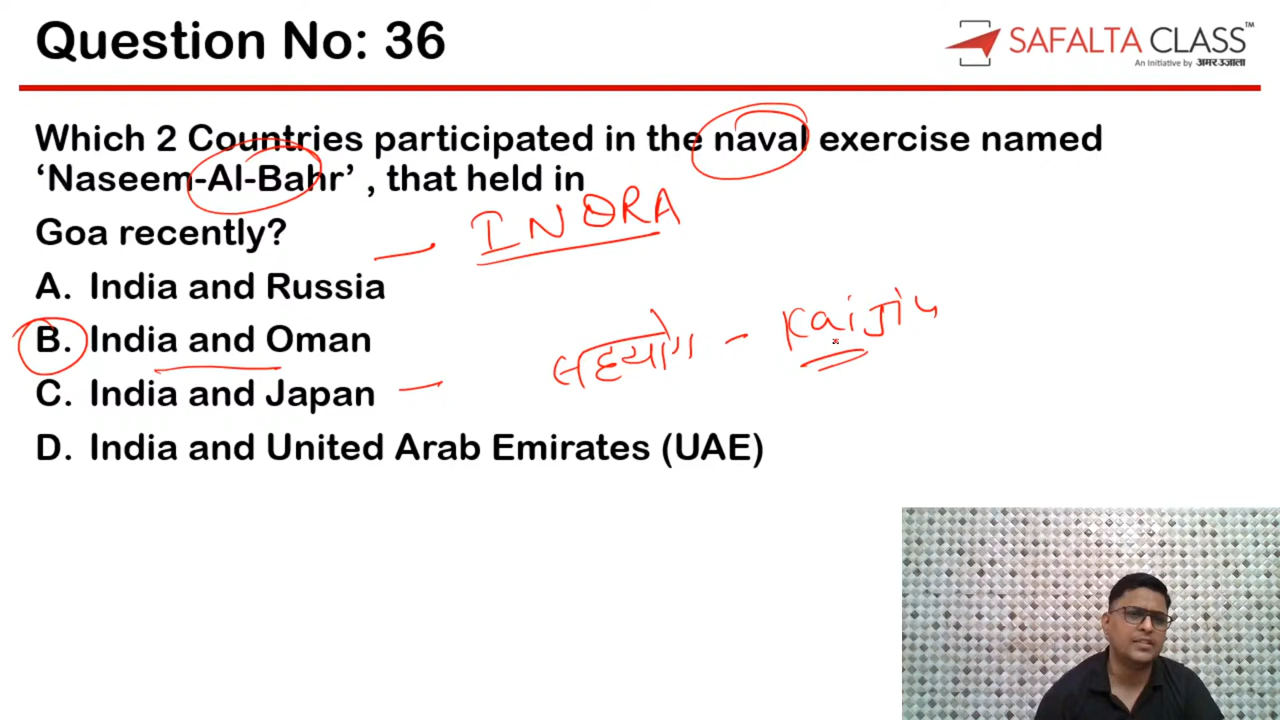 Question No: 36
SAFALTA CLASS™
An Initiative by अमर उजाला
Which 2 Countries participated in the naval exercise named
‘Naseem-Al-Bahr’ , that held in
Goa recently?
— INDRA
A. India and Russia
B. India and Oman
सहयोग - Kaijin
C. India and Japan —
D. India and United Arab Emirates (UAE)